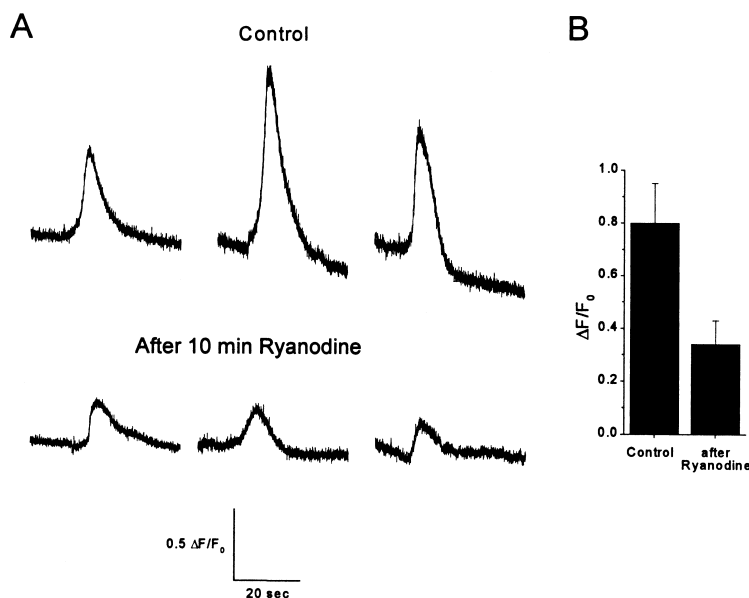 A
Control
After 10 min Ryanodine
0.5 ΔF/F0
20 sec
B
ΔF/F0
1.0
0.8
0.6
0.4
0.2
0.0
Control
after
Ryanodine